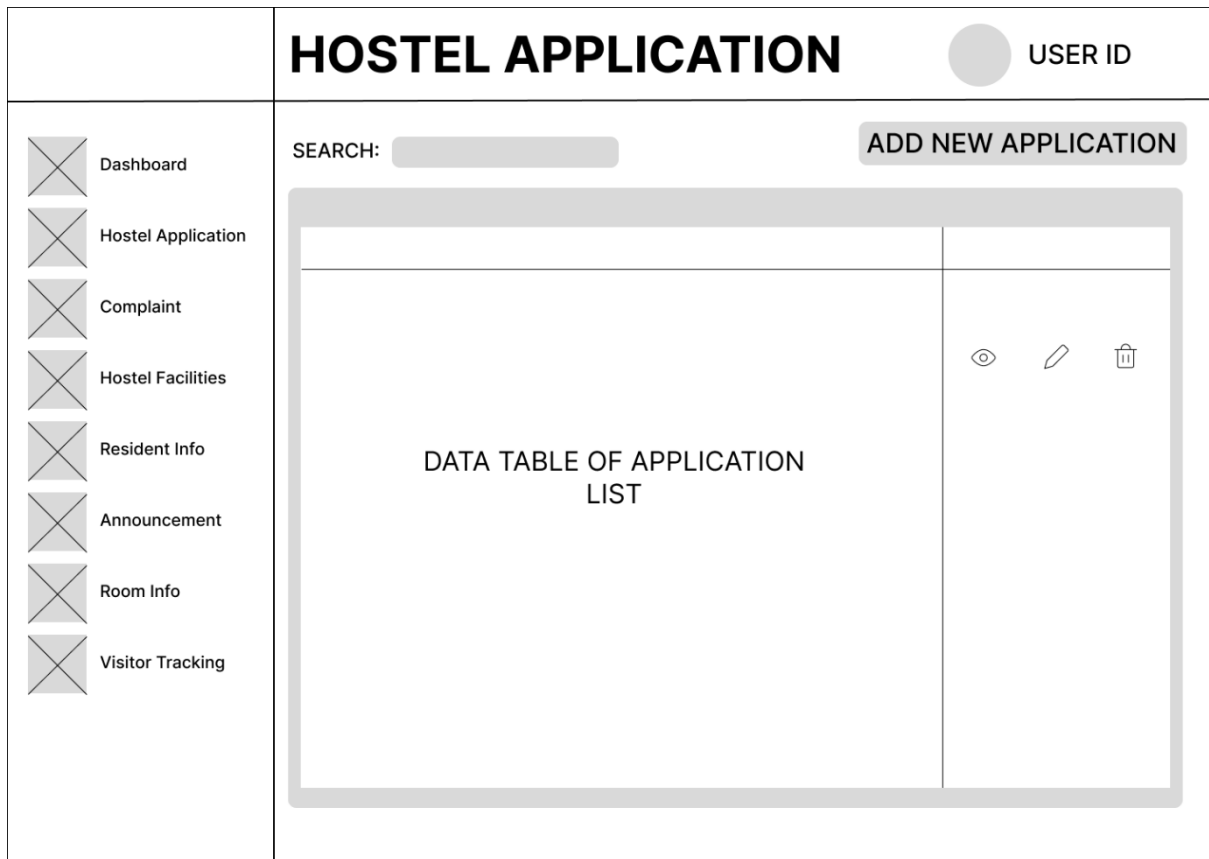 HOSTEL APPLICATION
USER ID
Dashboard
Hostel Application
Complaint
Hostel Facilities
Resident Info
Announcement
Room Info
Visitor Tracking
SEARCH:
ADD NEW APPLICATION
DATA TABLE OF APPLICATION
LIST